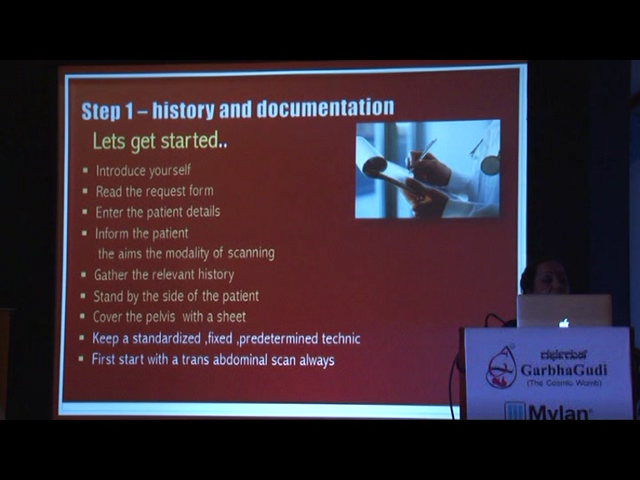 Step 1 – history and documentation
Lets get started..
Introduce yourself
Read the request form
Enter the patient details
Inform the patient
the aims the modality of scanning
Gather the relevant history
Stand by the side of the patient
Cover the pelvis with a sheet
Keep a standardized ,fixed ,predetermined technic
First start with a trans abdominal scan always
ಗರ್ಭಗುಡಿ
GarbhaGudi
(The Cosmic Womb)
Mylan